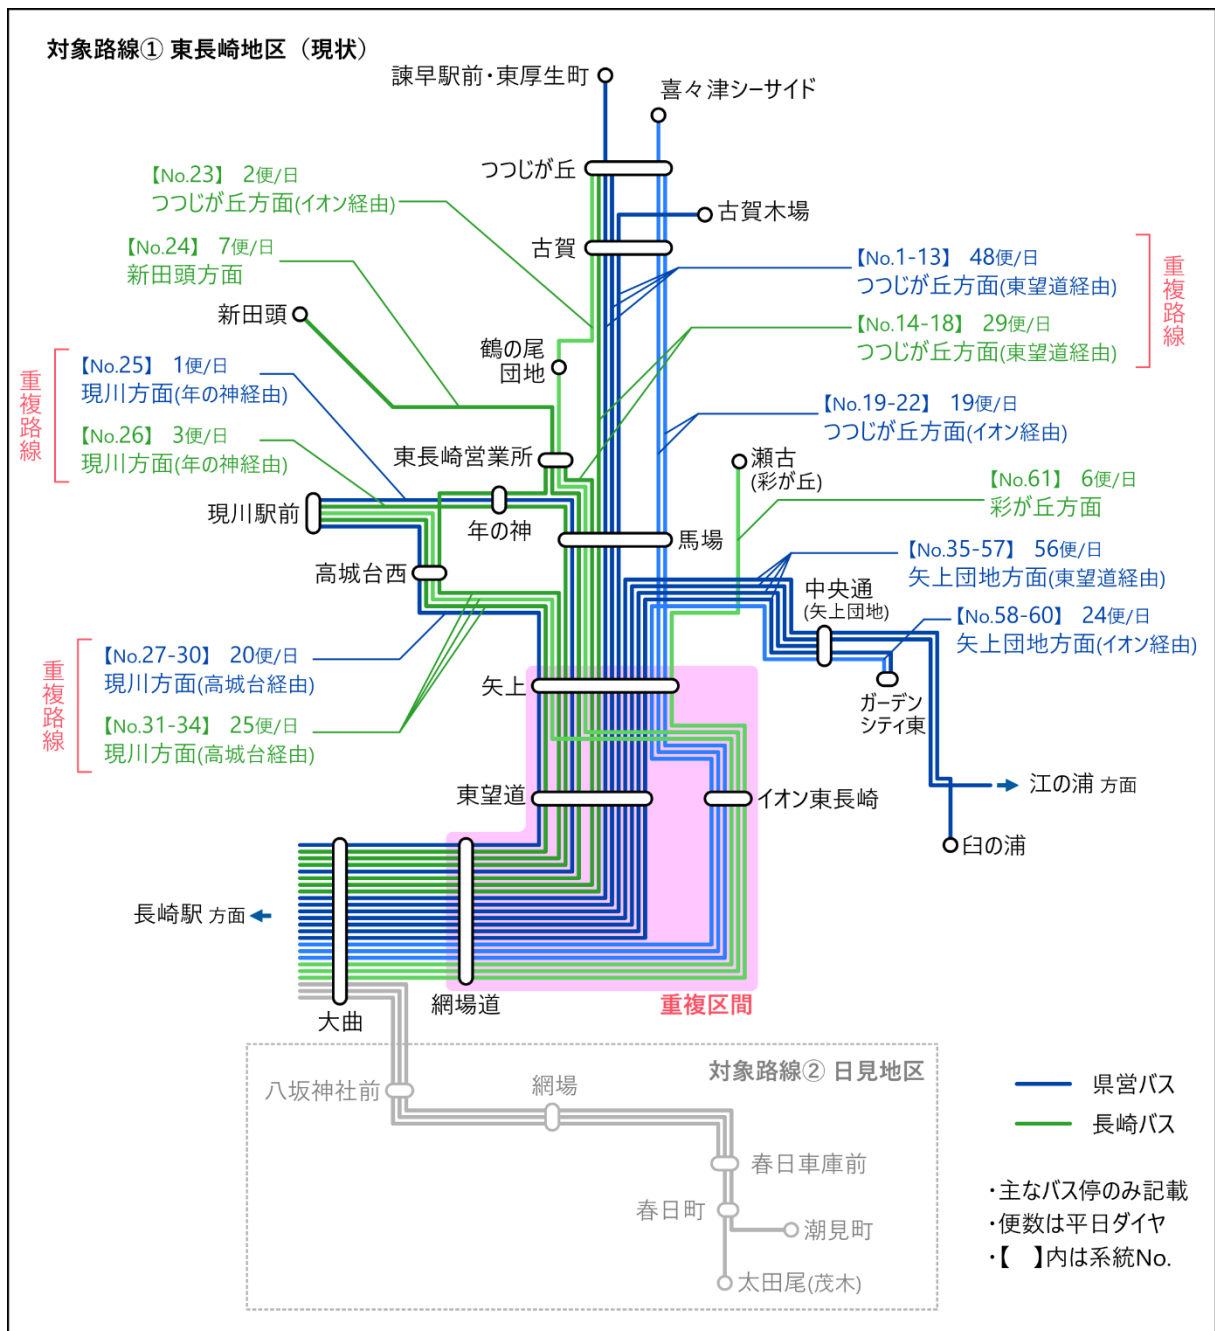 対象路線① 東長崎地区（現状）
諫早駅前・東厚生町
喜々津シーサイド
つつじが丘
【No.23】 2便/日
つつじが丘方面(イオン経由)
古賀木場
古賀
【No.24】 7便/日
新田頭方面
【No.1-13】 48便/日
つつじが丘方面(東望道経由)
重複路線
新田頭
【No.14-18】 29便/日
つつじが丘方面(東望道経由)
鶴の尾
団地
【No.25】 1便/日
現川方面(年の神経由)
重複路線
【No.26】 3便/日
現川方面(年の神経由)
【No.19-22】 19便/日
つつじが丘方面(イオン経由)
東長崎営業所
瀬古
(彩が丘)
【No.61】 6便/日
彩が丘方面
現川駅前
年の神
馬場
高城台西
【No.35-57】 56便/日
矢上団地方面(東望道経由)
中央通
(矢上団地)
【No.58-60】 24便/日
矢上団地方面(イオン経由)
【No.27-30】 20便/日
現川方面(高城台経由)
重複路線
【No.31-34】 25便/日
現川方面(高城台経由)
矢上
ガーデン
シティ東
東望道
イオン東長崎
江の浦 方面
臼の浦
長崎駅 方面
大曲
網場道
重複区間
対象路線② 日見地区
八坂神社前
網場
春日車庫前
春日町
潮見町
太田尾(茂木)
県営バス
長崎バス
・主なバス停のみ記載
・便数は平日ダイヤ
・【　】内は系統No.